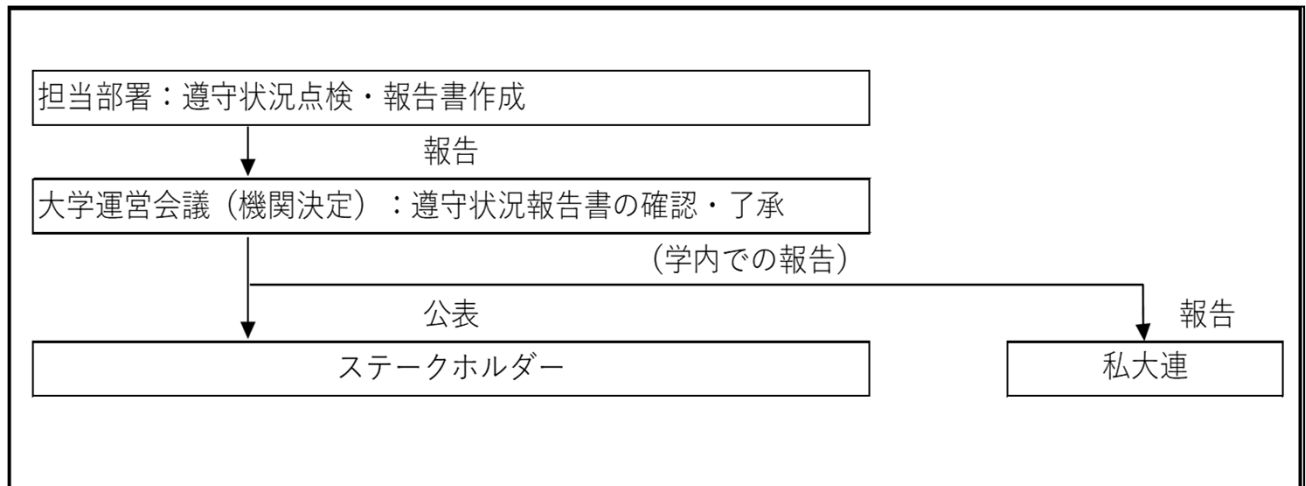 担当部署：遵守状況点検・報告書作成
報告
大学運営会議（機関決定）：遵守状況報告書の確認・了承
（学内での報告）
公表
報告
ステークホルダー
私大連